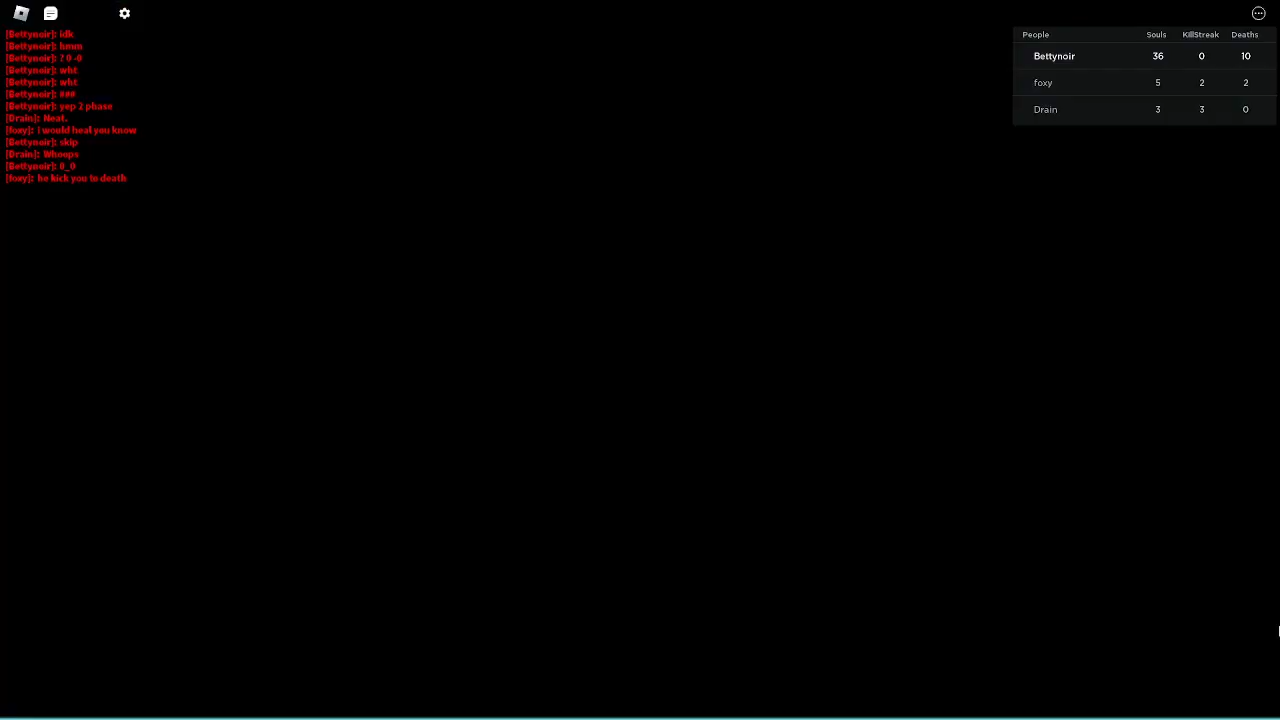 [Bettynoir]: idk
[Bettynoir]: hmm
[Bettynoir]: ? 0 -0
[Bettynoir]: wht
[Bettynoir]: wht
[Bettynoir]: ###
[Bettynoir]: yep 2 phase
[Drain]: Neat.
[foxy]: i would heal you know
[Bettynoir]: skip
[Drain]: Whoops
[Bettynoir]: 0_0
[foxy]: he kick you to death
People Souls KillStreak Deaths
Bettynoir 36 0 10
foxy 5 2 2
Drain 3 3 0